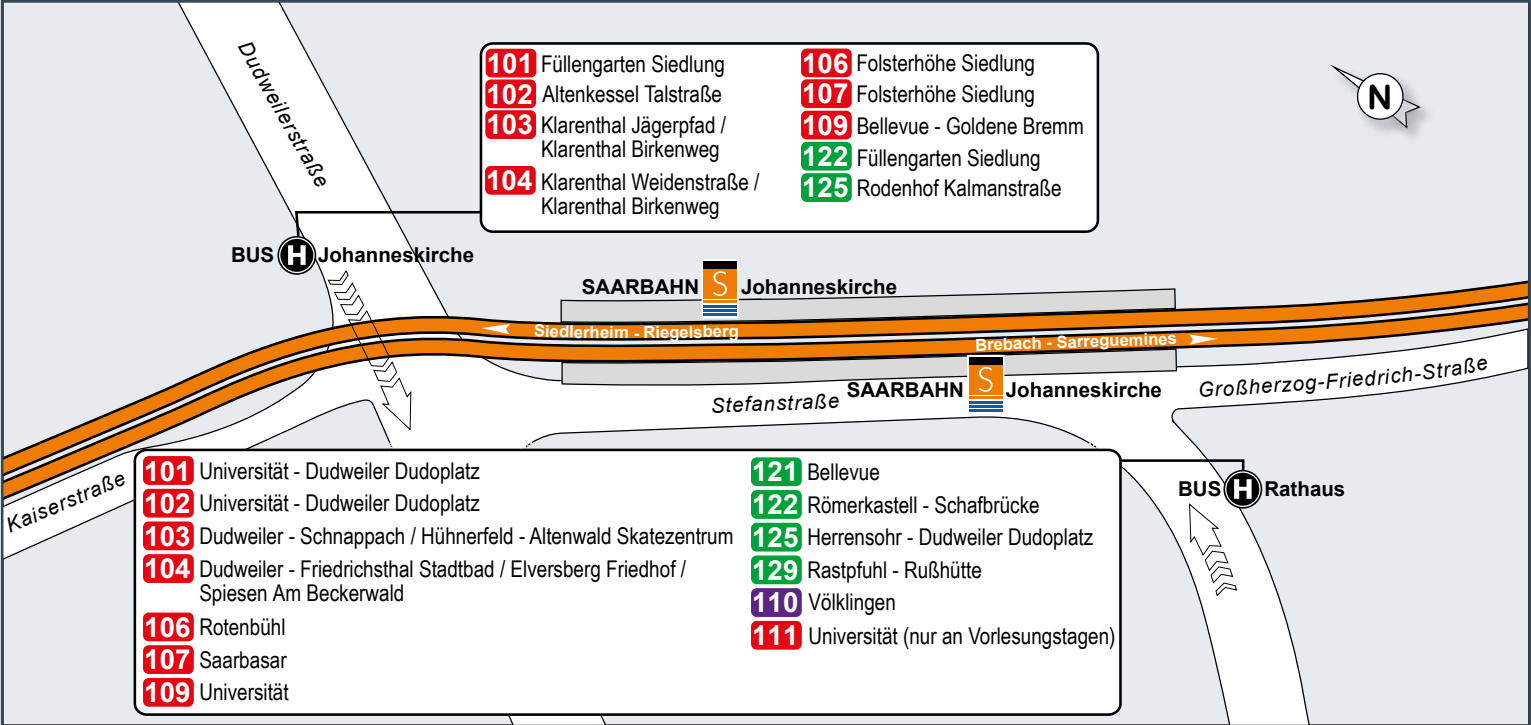 Dudweilerstraße
101 Füllengarten Siedlung
102 Altenkessel Talstraße
103 Klarenthal Jägerpfad /
Klarenthal Birkenweg
104 Klarenthal Weidenstraße /
Klarenthal Birkenweg
106 Folsterhöhe Siedlung
107 Folsterhöhe Siedlung
109 Bellevue - Goldene Bremm
122 Füllengarten Siedlung
125 Rodenhof Kalmanstraße
N
BUS H Johanneskirche
SAARBAHN S Johanneskirche
Siedlerheim - Riegelsberg
Brebach - Sarreguemines
SAARBAHN S Johanneskirche
Stefanstraße
Großherzog-Friedrich-Straße
Kaiserstraße
101 Universität - Dudweiler Dudoplatz
102 Universität - Dudweiler Dudoplatz
103 Dudweiler - Schnappach / Hühnerfeld - Altenwald Skatezentrum
104 Dudweiler - Friedrichsthal Stadtbad / Elversberg Friedhof /
Spiesen Am Beckerwald
106 Rotenbühl
107 Saarbasar
109 Universität
121 Bellevue
122 Römerkastell - Schafbrücke
125 Herrensohr - Dudweiler Dudoplatz
129 Rastpfuhl - Rußhütte
110 Völklingen
111 Universität (nur an Vorlesungstagen)
BUS H Rathaus